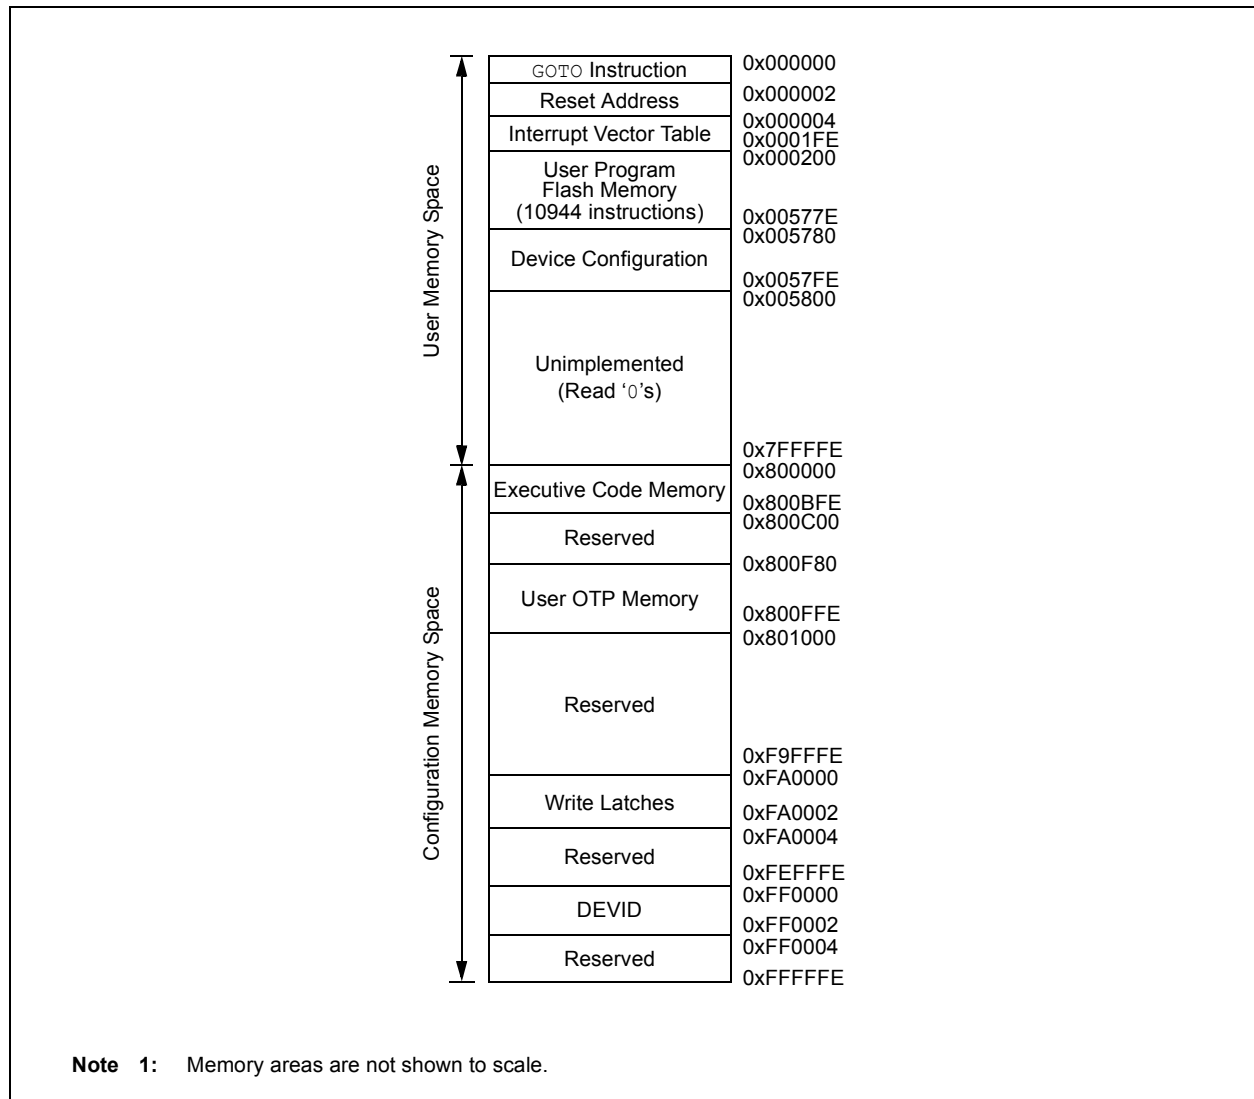 GOTO Instruction
0x000000
Reset Address
0x000002
Interrupt Vector Table
0x000004
0x0001FE
User Program
Flash Memory
(10944 instructions)
0x000200
0x00577E
Device Configuration
0x005780
0x0057FE
User Memory Space
Unimplemented
(Read ‘0’s)
0x005800
0x7FFFFE
Executive Code Memory
0x800000
0x800BFE
Reserved
0x800C00
User OTP Memory
0x800F80
0x800FFE
Configuration Memory Space
Reserved
0x801000
0xF9FFFE
Write Latches
0xFA0000
0xFA0002
Reserved
0xFA0004
0xFEFFFE
DEVID
0xFF0000
0xFF0002
Reserved
0xFF0004
0xFFFFFE
Note 1: Memory areas are not shown to scale.